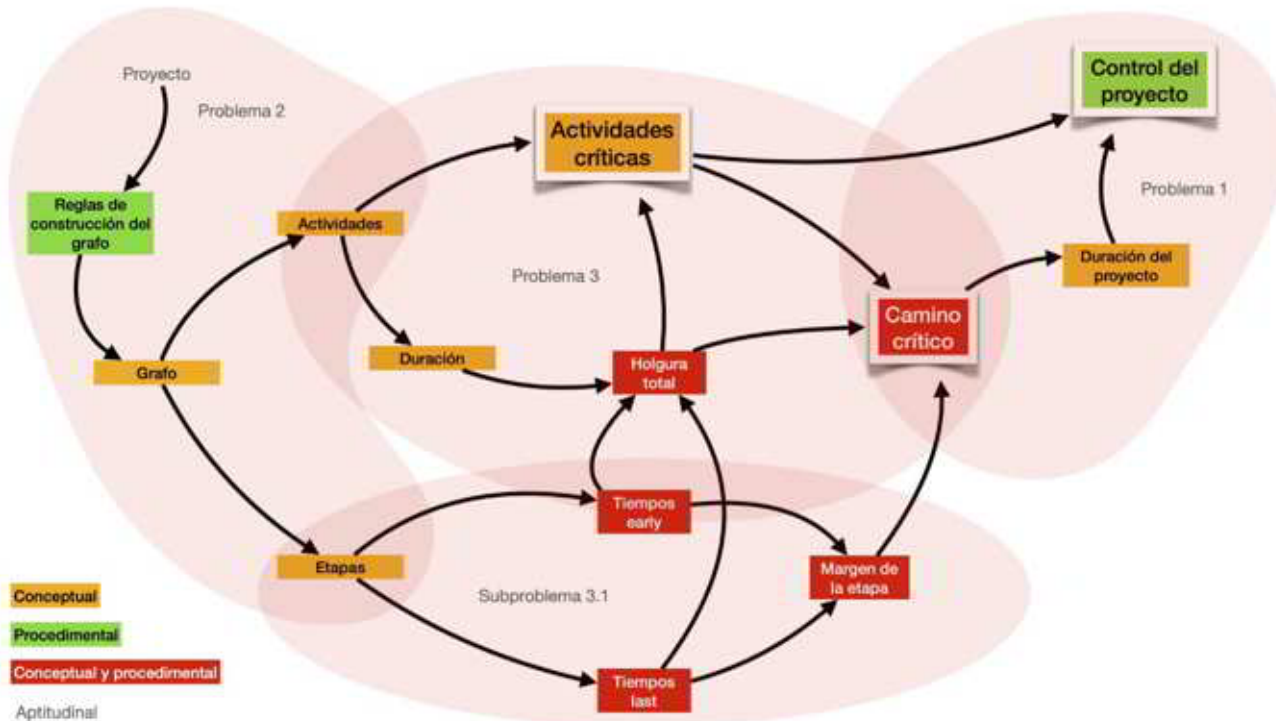 Proyecto
Problema 2
Reglas de
construcción del
grafo
Grafo
Actividades
Duración
Etapas
Actividades
críticas
Problema 3
Holgura
total
Tiempos
early
Subproblema 3.1
Tiempos
last
Margen de
la etapa
Camino
crítico
Control del
proyecto
Problema 1
Duración del
proyecto
Conceptual
Procedimental
Conceptual y procedimental
Aptitudinal